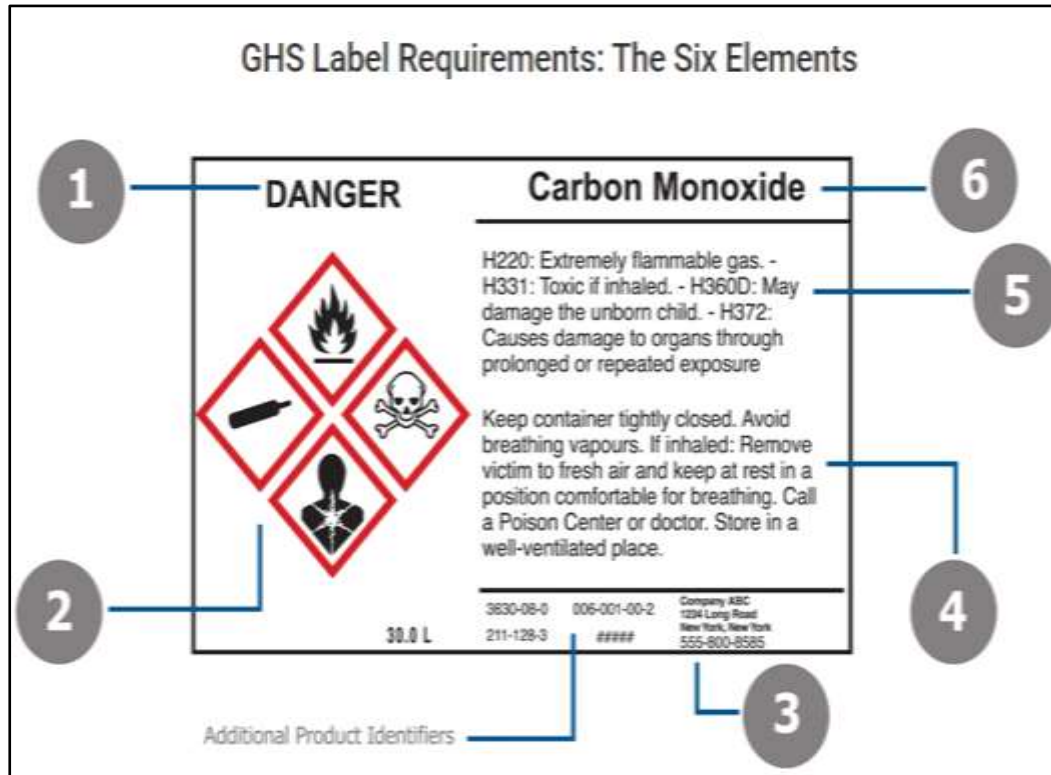 GHS Label Requirements: The Six Elements
1
DANGER
Carbon Monoxide
6
H220: Extremely flammable gas. -
H331: Toxic if inhaled. - H360D: May
damage the unborn child. - H372:
Causes damage to organs through
prolonged or repeated exposure
5
Keep container tightly closed. Avoid
breathing vapours. If inhaled: Remove
victim to fresh air and keep at rest in a
position comfortable for breathing. Call
a Poison Center or doctor. Store in a
well-ventilated place.
4
2
30.0 L
3630-08-0 006-001-00-2
211-128-3 #####
Company ABC
1234 Long Road
New York, New York
555-800-8585
3
Additional Product Identifiers